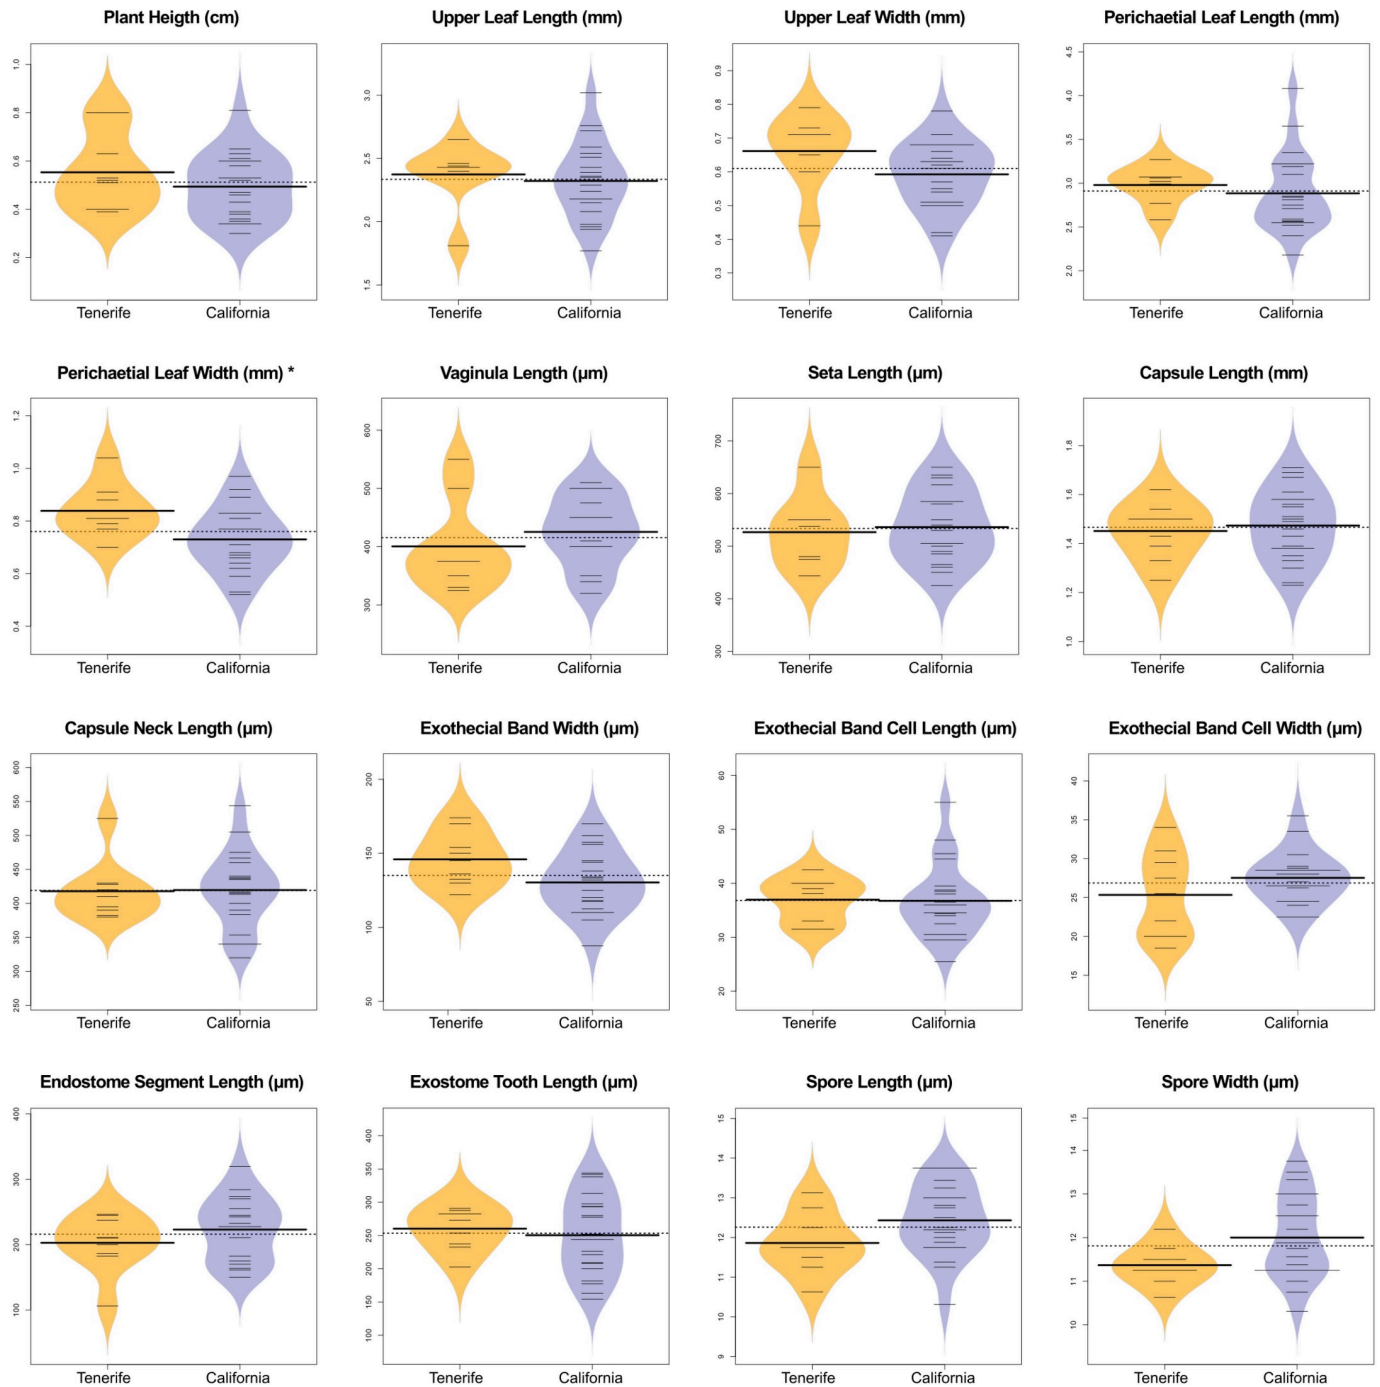 Plant Heigth (cm)
Upper Leaf Length (mm)
Upper Leaf Width (mm)
Perichaetial Leaf Length (mm)
1.0
0.8
0.6
0.4
0.2
Tenerife
California
3.0
2.5
2.0
1.5
Tenerife
California
0.9
0.8
0.7
0.6
0.5
0.4
0.3
Tenerife
California
4.5
4.0
3.5
3.0
2.5
2.0
Tenerife
California
Perichaetial Leaf Width (mm) *
Vaginula Length (µm)
Seta Length (µm)
Capsule Length (mm)
1.2
1.0
0.8
0.6
0.4
Tenerife
California
600
500
400
300
Tenerife
California
700
600
500
400
300
Tenerife
California
1.8
1.6
1.4
1.2
1.0
Tenerife
California
Capsule Neck Length (µm)
Exothecial Band Width (µm)
Exothecial Band Cell Length (µm)
Exothecial Band Cell Width (µm)
600
550
500
450
400
350
300
250
Tenerife
California
200
150
100
50
Tenerife
California
60
50
40
30
20
Tenerife
California
40
35
30
25
20
15
Tenerife
California
Endostome Segment Length (µm)
Exostome Tooth Length (µm)
Spore Length (µm)
Spore Width (µm)
400
300
200
100
Tenerife
California
400
350
300
250
200
150
100
Tenerife
California
15
14
13
12
11
10
9
Tenerife
California
15
14
13
12
11
10
Tenerife
California